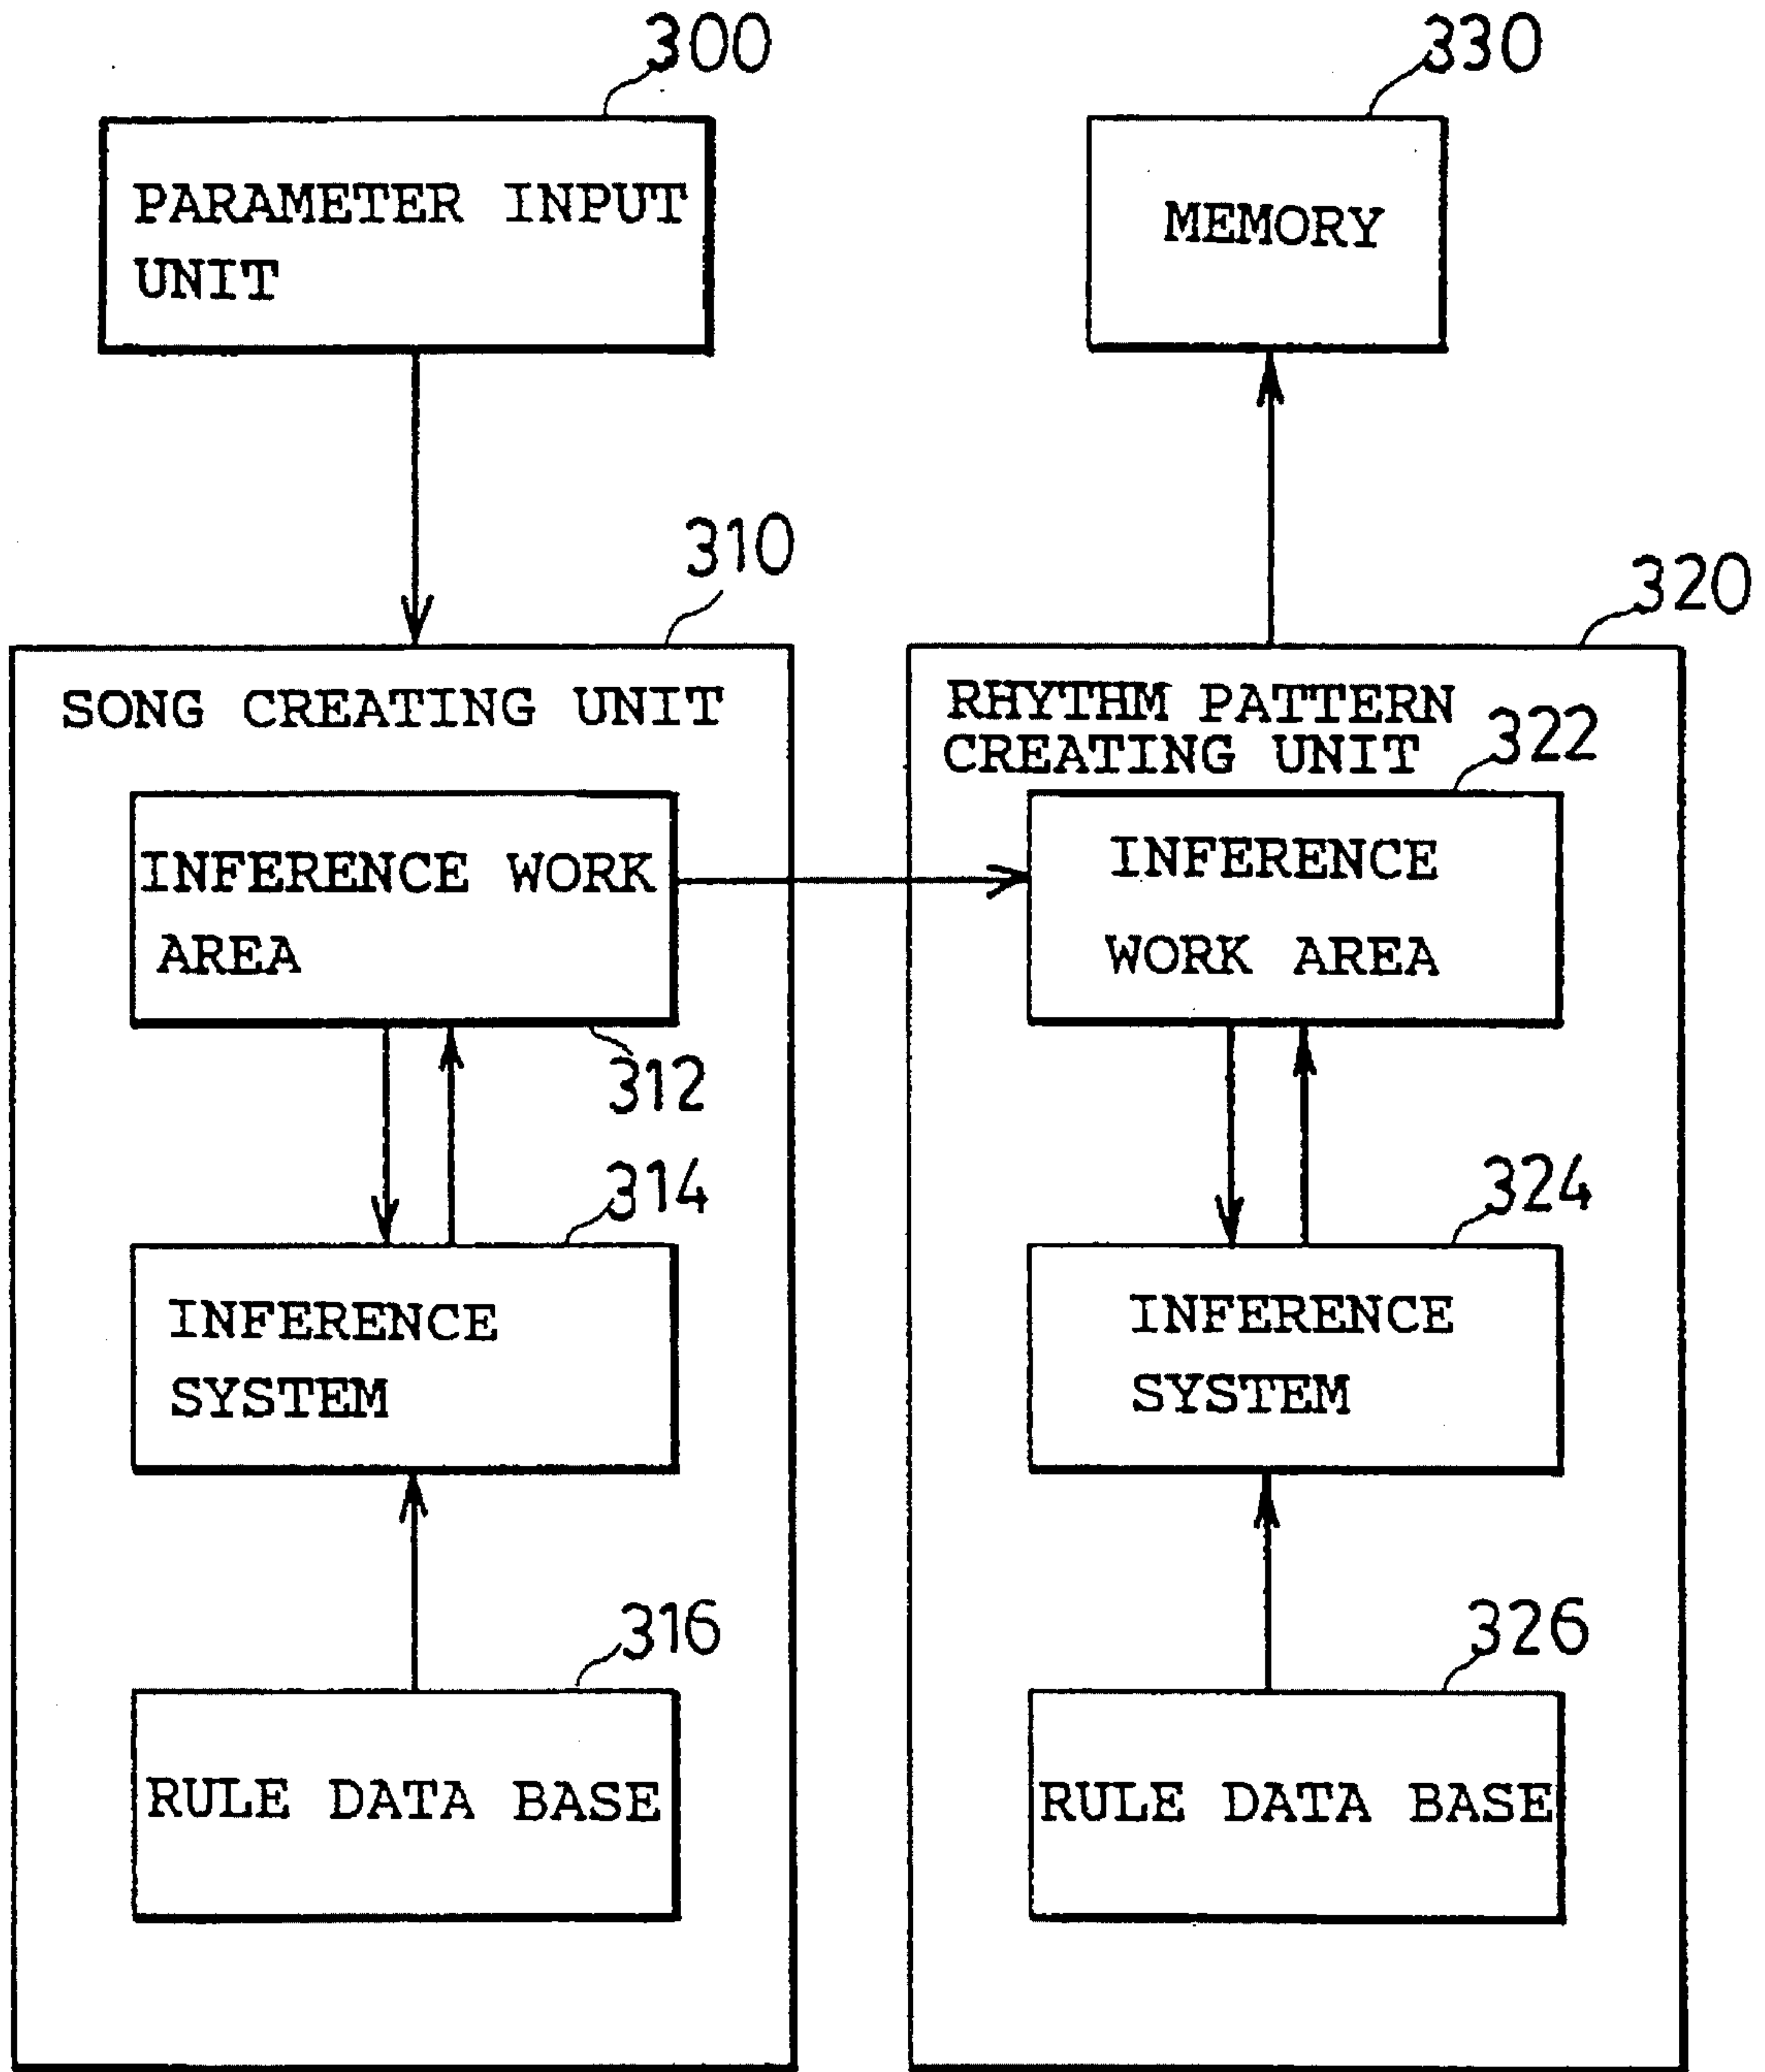 300
PARAMETER INPUT
UNIT
330
MEMORY
310
SONG CREATING UNIT
INFERENCE WORK
AREA
312
314
INFERENCE
SYSTEM
316
RULE DATA BASE
320
RHYTHM PATTERN
CREATING UNIT
322
INFERENCE
WORK AREA
324
INFERENCE
SYSTEM
326
RULE DATA BASE